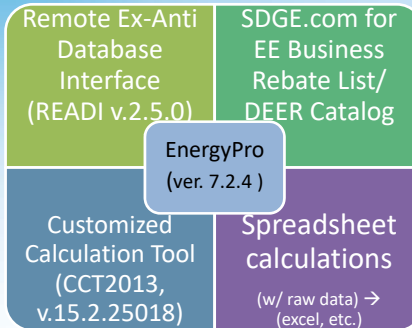 Remote Ex-Anti
Database
Interface
(READI v.2.5.0)
SDGE.com for
EE Business
Rebate List/
DEER Catalog
EnergyPro
(ver. 7.2.4 )
Customized
Calculation Tool
(CCT2013,
v.15.2.25018)
Spreadsheet
calculations
(w/ raw data) →
(excel, etc.)